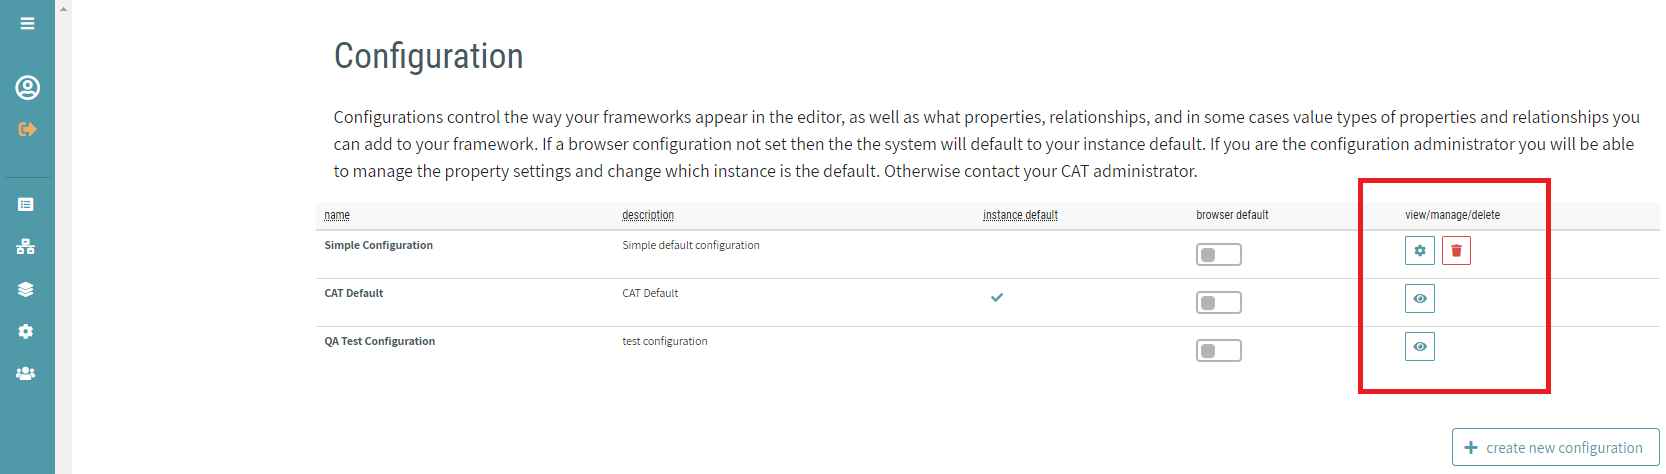 Configuration
Configurations control the way your frameworks appear in the editor, as well as what properties, relationships, and in some cases value types of properties and relationships you
can add to your framework. If a browser configuration not set then the the system will default to your instance default. If you are the configuration administrator you will be able
to manage the property settings and change which instance is the default. Otherwise contact your CAT administrator.
name description instance default browser default view/manage/delete
Simple Configuration Simple default configuration
CAT Default CAT Default
QA Test Configuration test configuration
create new configuration